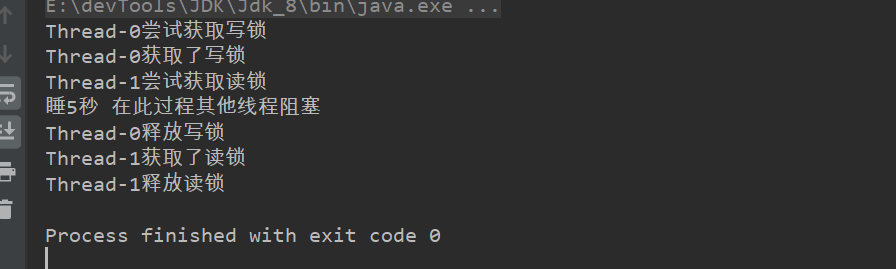 E:\devTools\JDK\Jdk_8\bin\java.exe ...
Thread-0尝试获取写锁
Thread-0获取了写锁
Thread-1尝试获取读锁
睡5秒 在此过程其他线程阻塞
Thread-0释放写锁
Thread-1获取了读锁
Thread-1释放读锁
Process finished with exit code 0